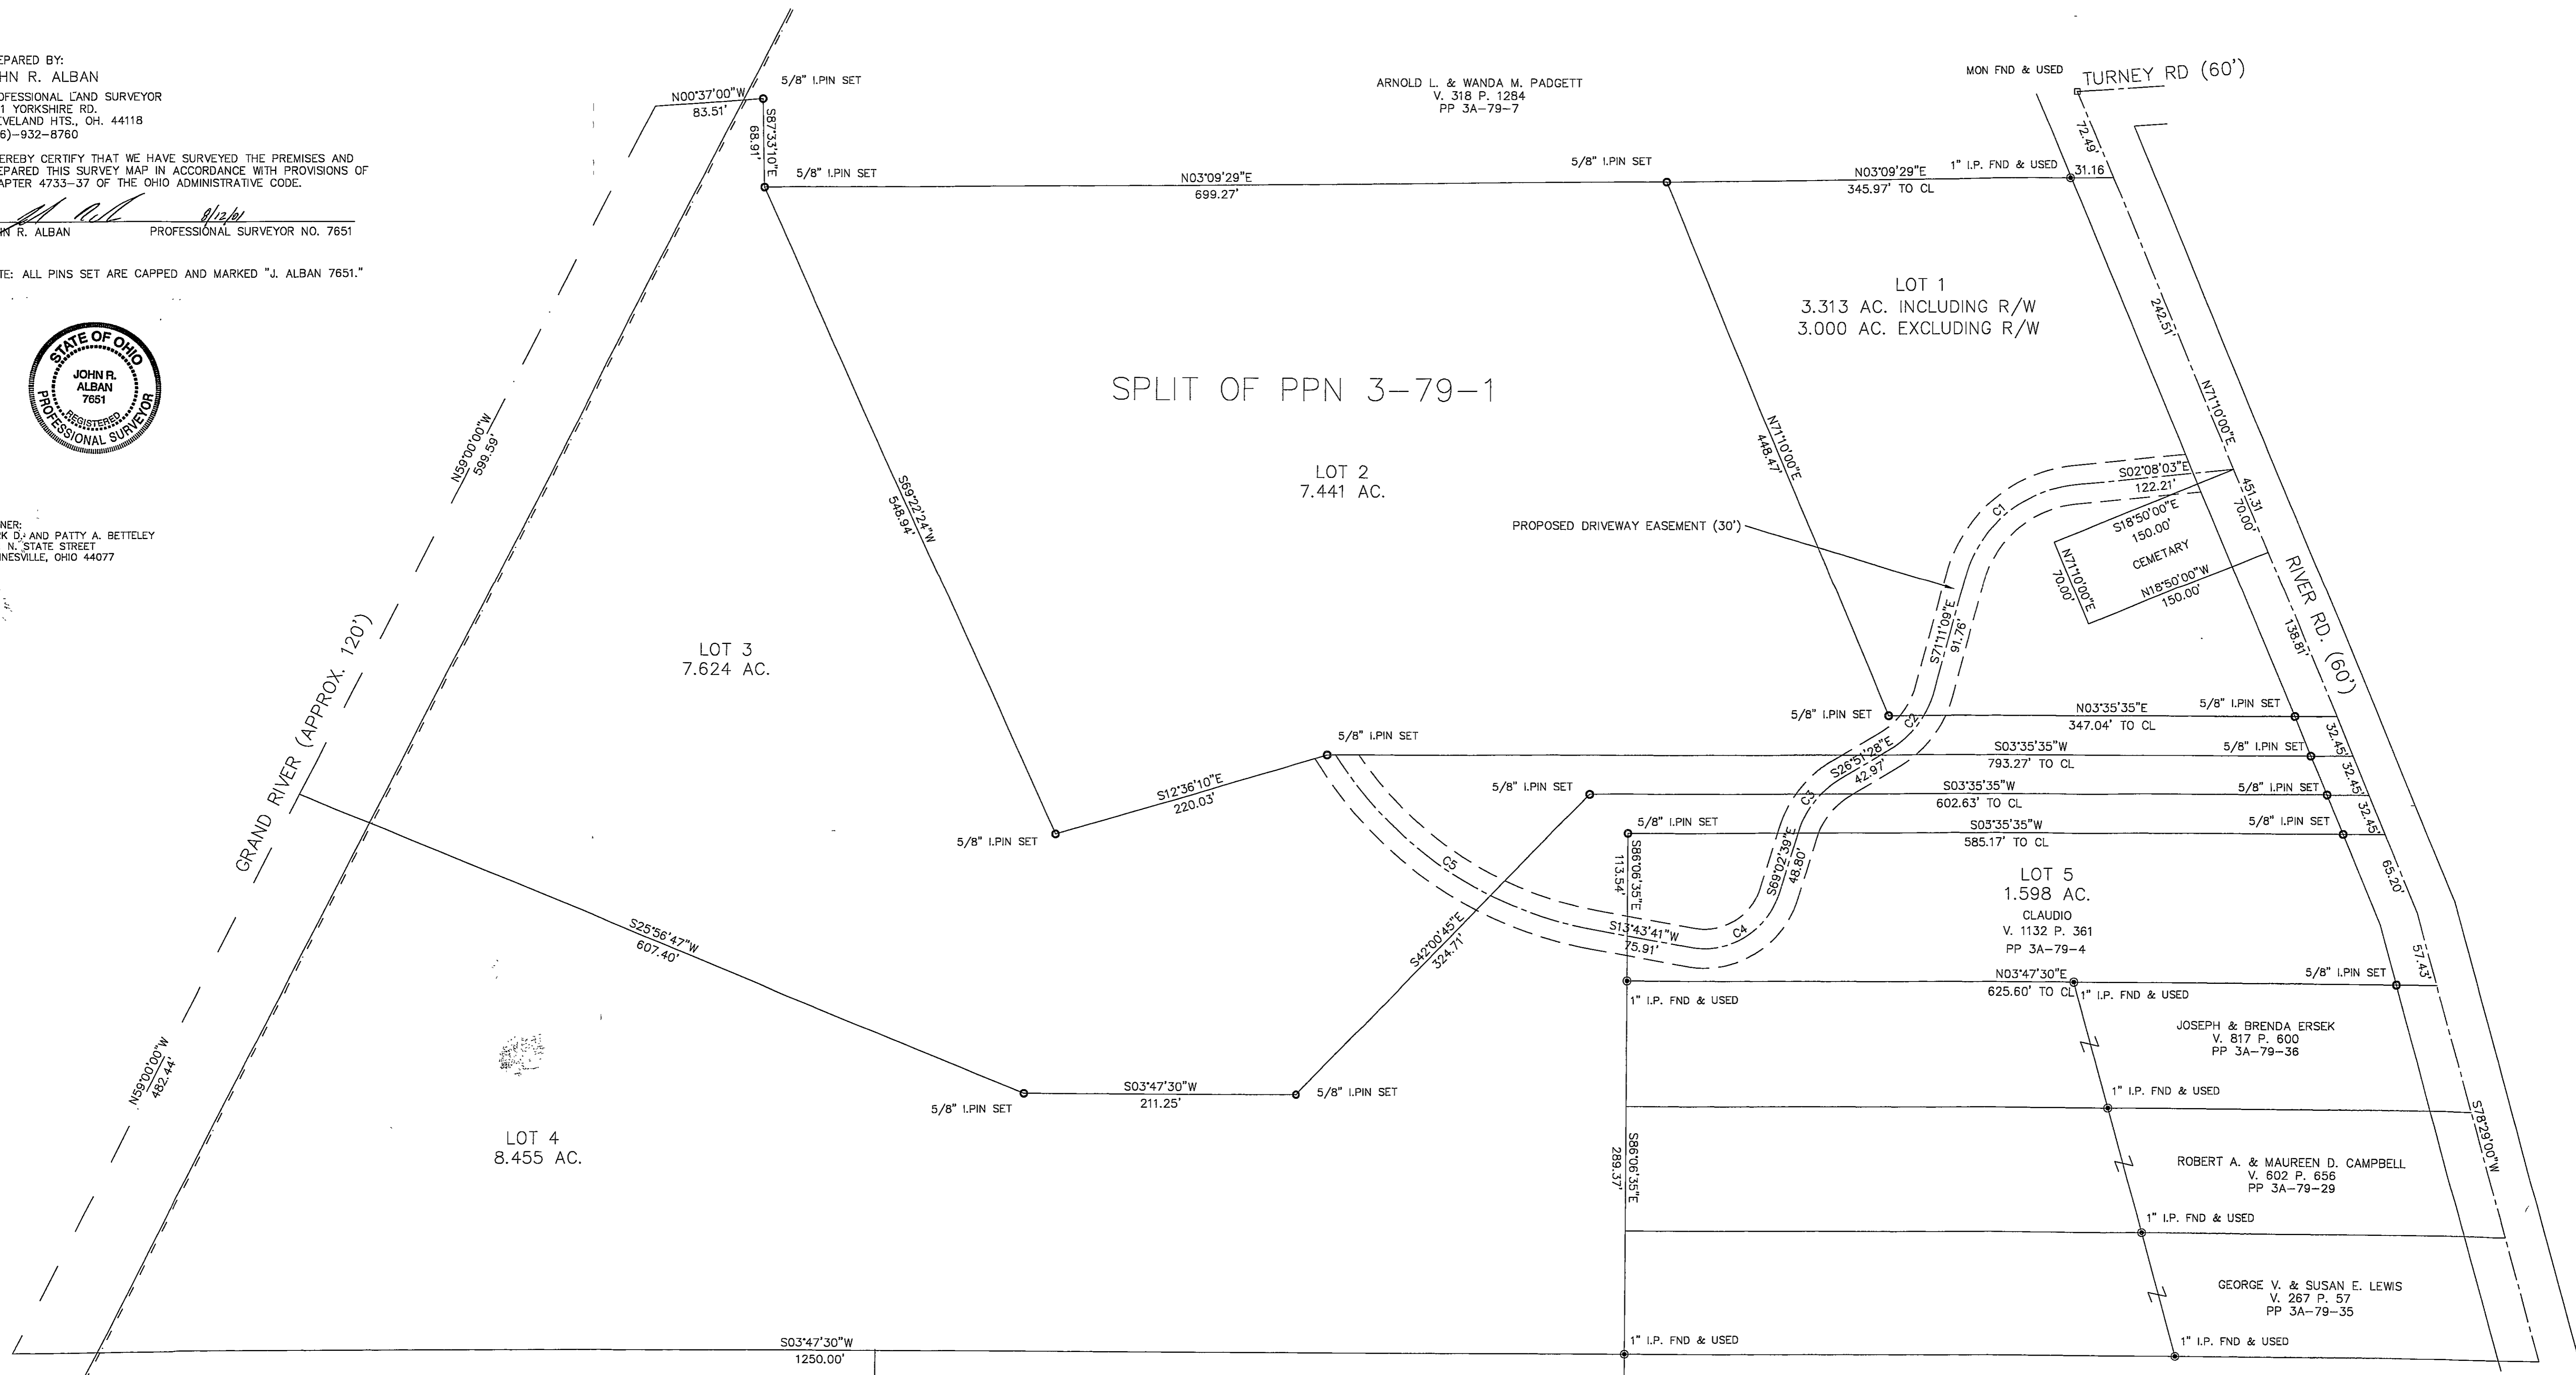 EPARED BY:
HN R. ALBAN
OFESSIONAL LAND SURVEYOR
1 YORKSHIRE RD.
EVELAND HTS., OH. 44118
6)-932-8760
EREBY CERTIFY THAT WE HAVE SURVEYED THE PREMISES AND
EPARED THIS SURVEY MAP IN ACCORDANCE WITH PROVISIONS OF
APTER 4733-37 OF THE OHIO ADMINISTRATIVE CODE.
8/12/01
HN R. ALBAN PROFESSIONAL SURVEYOR NO. 7651
TE: ALL PINS SET ARE CAPPED AND MARKED "J. ALBAN 7651."
STATE OF OHIO
JOHN R.
ALBAN
7651
REGISTERED
PROFESSIONAL SURVEYOR
NER:
RK D. AND PATTY A. BETTELEY
N. STATE STREET
INESVILLE, OHIO 44077
N00°37'00"W
83.51'
5/8" I.PIN SET
S87°33'10"E
68.91'
5/8" I.PIN SET
ARNOLD L. & WANDA M. PADGETT
V. 318 P. 1284
PP 3A-79-7
N03°09'29"E
699.27'
5/8" I.PIN SET
N03°09'29"E
345.97' TO CL
1" I.P. FND & USED
31.16
MON FND & USED
TURNEY RD (60')
72.49'
242.51'
N71°10'00"E
451.31
70.00'
RIVER RD. (60')
138.81'
LOT 1
3.313 AC. INCLUDING R/W
3.000 AC. EXCLUDING R/W
SPLIT OF PPN 3-79-1
LOT 2
7.441 AC.
N71°10'00"E
448.47'
N59°00'00"W
599.59'
S69°22'24"W
548.94'
PROPOSED DRIVEWAY EASEMENT (30')
C1
S02°08'03"E
122.21'
S18°50'00"E
150.00'
CEMETARY
N71°10'00"E
70.00'
N18°50'00"W
150.00'
S71°11'09"E
91.76'
LOT 3
7.624 AC.
GRAND RIVER (APPROX. 120')
5/8" I.PIN SET
C2
N03°35'35"E
347.04' TO CL
5/8" I.PIN SET
32.45'
5/8" I.PIN SET
S26°51'28"E
42.97'
S03°35'35"W
793.27' TO CL
5/8" I.PIN SET
32.45'
S12°36'10"E
220.03'
5/8" I.PIN SET
5/8" I.PIN SET
C3
S03°35'35"W
602.63' TO CL
5/8" I.PIN SET
32.45'
5/8" I.PIN SET
S03°35'35"W
585.17' TO CL
5/8" I.PIN SET
65.20'
S86°06'35"E
113.54'
C5
S69°02'39"E
48.80'
LOT 5
1.598 AC.
CLAUDIO
V. 1132 P. 361
PP 3A-79-4
S13°43'41"W
75.91'
C4
S42°00'45"E
324.71'
S25°56'47"W
607.40'
57.43'
1" I.P. FND & USED
N03°47'30"E
625.60' TO CL
1" I.P. FND & USED
5/8" I.PIN SET
JOSEPH & BRENDA ERSEK
V. 817 P. 600
PP 3A-79-36
N59°00'00"W
482.44'
5/8" I.PIN SET
S03°47'30"W
211.25'
5/8" I.PIN SET
1" I.P. FND & USED
S78°29'00"W
LOT 4
8.455 AC.
S86°06'35"E
289.37'
ROBERT A. & MAUREEN D. CAMPBELL
V. 602 P. 656
PP 3A-79-29
1" I.P. FND & USED
GEORGE V. & SUSAN E. LEWIS
V. 267 P. 57
PP 3A-79-35
S03°47'30"W
1250.00'
1" I.P. FND & USED
1" I.P. FND & USED